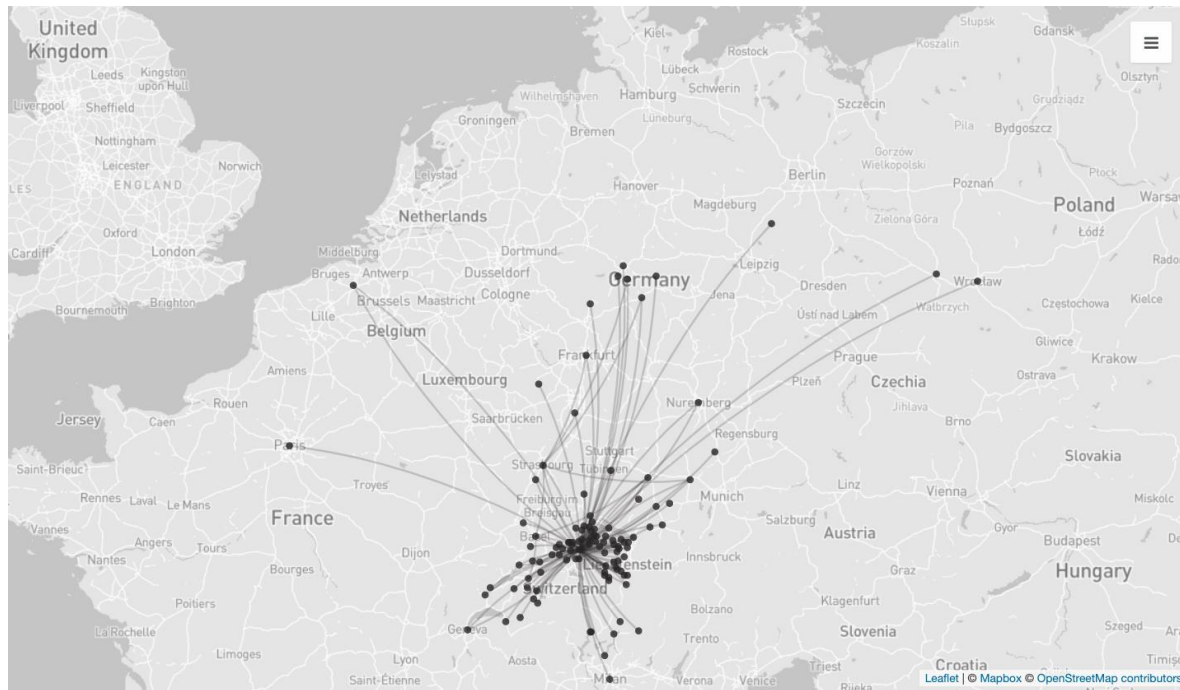 United
Kingdom
Leeds
Kingston
upon Hull
Liverpool
Sheffield
Nottingham
Leicester
Norwich
LES
ENGLAND
Oxford
Cardiff
London
Bournemouth
Brighton
Kiel
Rostock
Lübeck
Schwerin
Wilhelmshaven
Hamburg
Lüneburg
Groningen
Bremen
Lelystad
Hanover
Berlin
Magdeburg
Netherlands
Middelburg
Dortmund
Bruges
Antwerp
Dusseldorf
Germany
Leipzig
Brussels
Maastricht
Cologne
Jena
Dresden
Lille
Belgium
Ústí nad Labem
Słupsk
Gdansk
Koszalin
Olsztyn
Szczecin
Grudziądz
Piła
Bydgoszcz
Gorzów
Wielkopolski
Płock
Poznań
Poland
Warsaw
Zielona Góra
Łódź
Rado
Wrocław
Wałbrzych
Częstochowa
Kielce
Gliwice
Krakow
Ostrava
Frankfurt
Prague
Amiens
Luxembourg
Plzeň
Czechia
Jersey
Caen
Rouen
Saarbrücken
Nuremberg
Jihlava
Brno
Paris
Regensburg
Stuttgart
Strasbourg
Tübingen
Slovakia
Saint-Brieuc
Rennes
Laval
Le Mans
Troyes
Freiburg im
Breisgau
Munich
Linz
Vienna
Miskolc
France
Salzburg
Vannes
Angers
Tours
Basel
Austria
Gyor
Budapest
De
Nantes
Bourges
Dijon
Liechtenstein
Innsbruck
Graz
Hungary
Switzerland
Poitiers
Bolzano
Klagenfurt
La Rochelle
Geneva
Trento
Slovenia
Szeged
Ara
Limoges
Lyon
Aosta
Saint-Étienne
Milan
Verona
Venice
Triest
Rijeka
Croatia
Timiș
Leaflet | © Mapbox © OpenStreetMap contributors